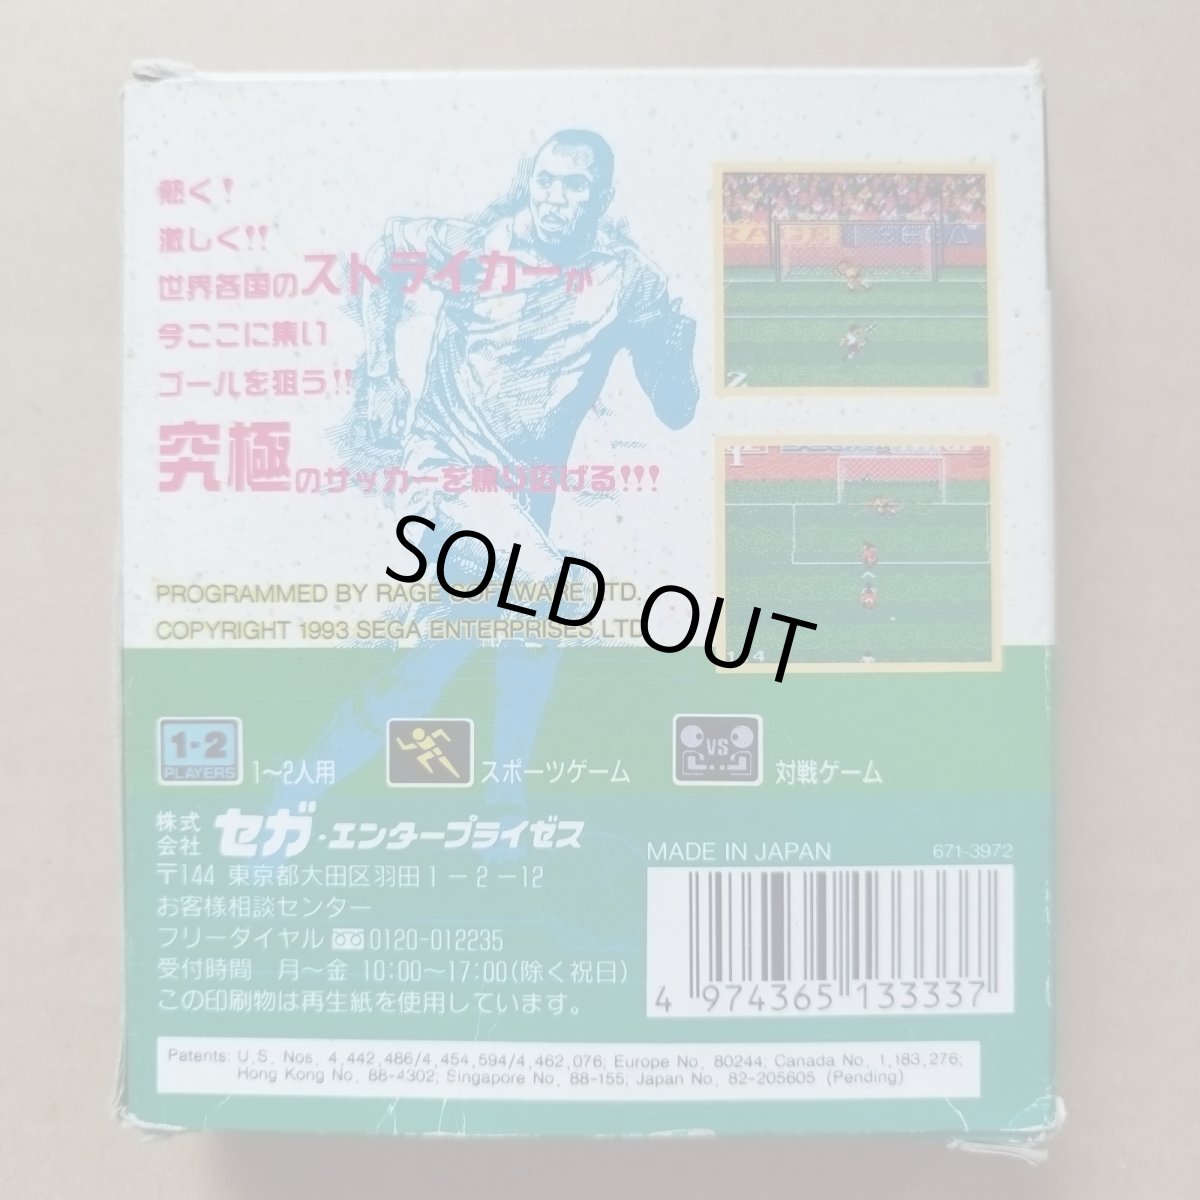 熱く!
激しく!!
世界各国のストライカーが
今ここに集い
ゴールを狙う!!
究極のサッカーを繰り広げる!!!
RAGE SEGA
2
1
SOLD OUT
PROGRAMMED BY RAGE SOFTWARE LTD.
COPYRIGHT 1993 SEGA ENTERPRISES LTD
1-2
PLAYERS
1〜2人用
スポーツゲーム
VS
対戦ゲーム
株式会社 セガ・エンタープライゼス
〒144 東京都大田区羽田1-2-12
お客様相談センター
フリーダイヤル 0120-012235
受付時間 月〜金 10:00〜17:00(除く祝日)
この印刷物は再生紙を使用しています。
MADE IN JAPAN 671-3972
4 974365 133337
Patents: U.S. Nos. 4,442,486/4,454,594/4,462,076; Europe No. 80244; Canada No. 1,183,276;
Hong Kong No. 88-4302; Singapore No. 88-155; Japan No. 82-205605 (Pending)